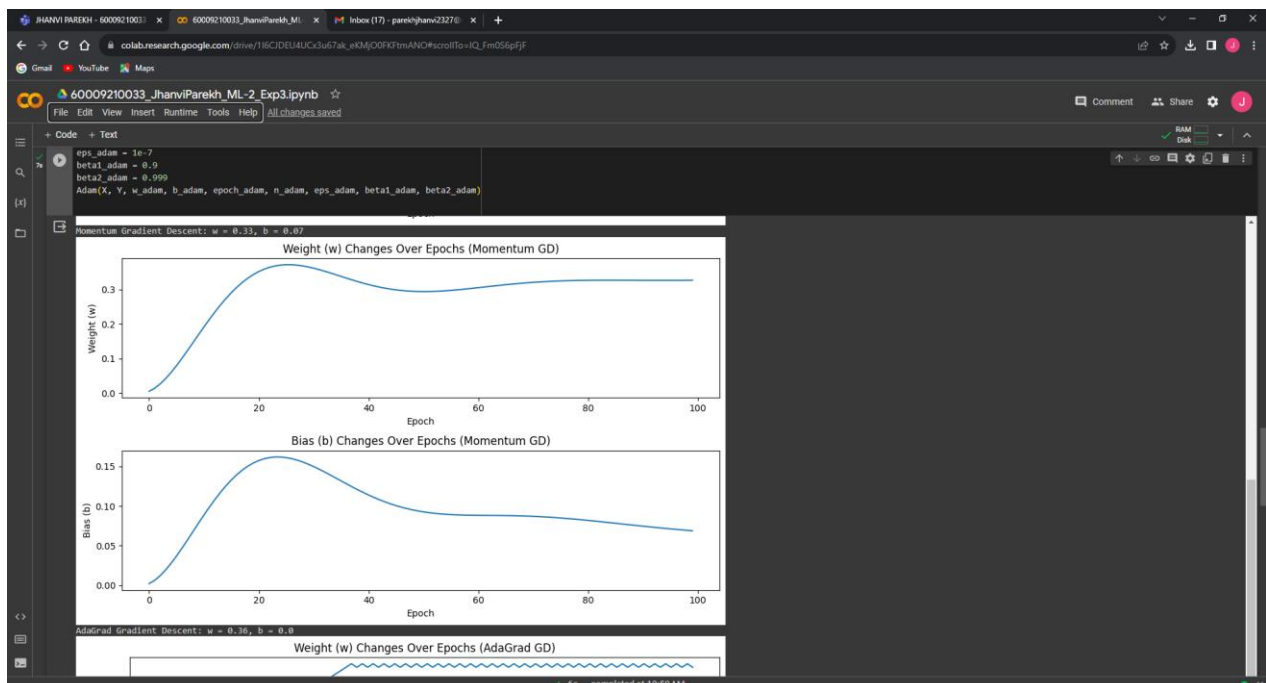 JHANVI PAREKH - 60009210033
60009210033_JhanviParekh_ML
Inbox (17) - parekhjhanvi2327@
colab.research.google.com/drive/
Gmail YouTube Maps
60009210033_JhanviParekh_ML-2_Exp3.ipynb
Comment Share J
File Edit View Insert Runtime Tools Help All changes saved
+ Code + Text
RAM
Disk
7s
eps_adam = 1e-7
beta1_adam = 0.9
beta2_adam = 0.999
Adam(X, Y, w_adam, b_adam, epoch_adam, n_adam, eps_adam, beta1_adam, beta2_adam)
Momentum Gradient Descent: w = 0.33, b = 0.07
Weight (w) Changes Over Epochs (Momentum GD)
Weight (w)
0.3
0.2
0.1
0.0
0 20 40 60 80 100
Epoch
Bias (b) Changes Over Epochs (Momentum GD)
Bias (b)
0.15
0.10
0.05
0.00
0 20 40 60 80 100
Epoch
AdaGrad Gradient Descent: w = 0.36, b = 0.0
Weight (w) Changes Over Epochs (AdaGrad GD)